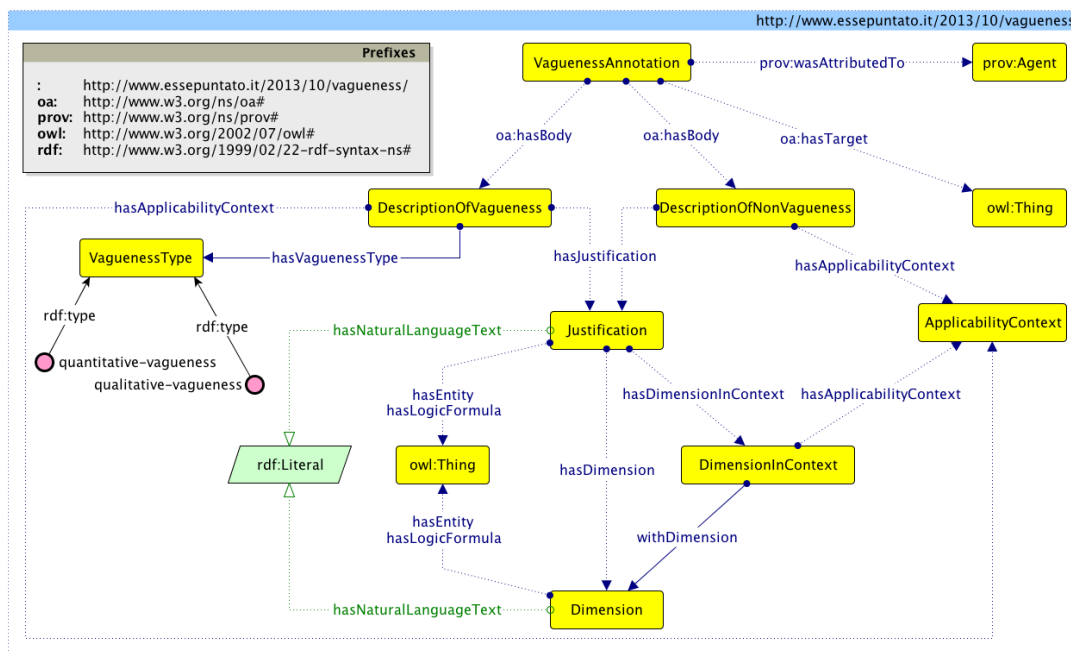 http://www.essepuntato.it/2013/10/vagueness
Prefixes
: http://www.essepuntato.it/2013/10/vagueness/
oa: http://www.w3.org/ns/oa#
prov: http://www.w3.org/ns/prov#
owl: http://www.w3.org/2002/07/owl#
rdf: http://www.w3.org/1999/02/22-rdf-syntax-ns#
VaguenessAnnotation
prov:wasAttributedTo
prov:Agent
oa:hasBody
oa:hasBody
oa:hasTarget
hasApplicabilityContext
DescriptionOfVagueness
DescriptionOfNonVagueness
owl:Thing
VaguenessType
hasVaguenessType
hasJustification
hasApplicabilityContext
rdf:type
rdf:type
hasNaturalLanguageText
Justification
ApplicabilityContext
quantitative-vagueness
qualitative-vagueness
hasEntity
hasLogicFormula
hasDimensionInContext
hasApplicabilityContext
rdf:Literal
owl:Thing
hasDimension
DimensionInContext
hasEntity
hasLogicFormula
withDimension
hasNaturalLanguageText
Dimension